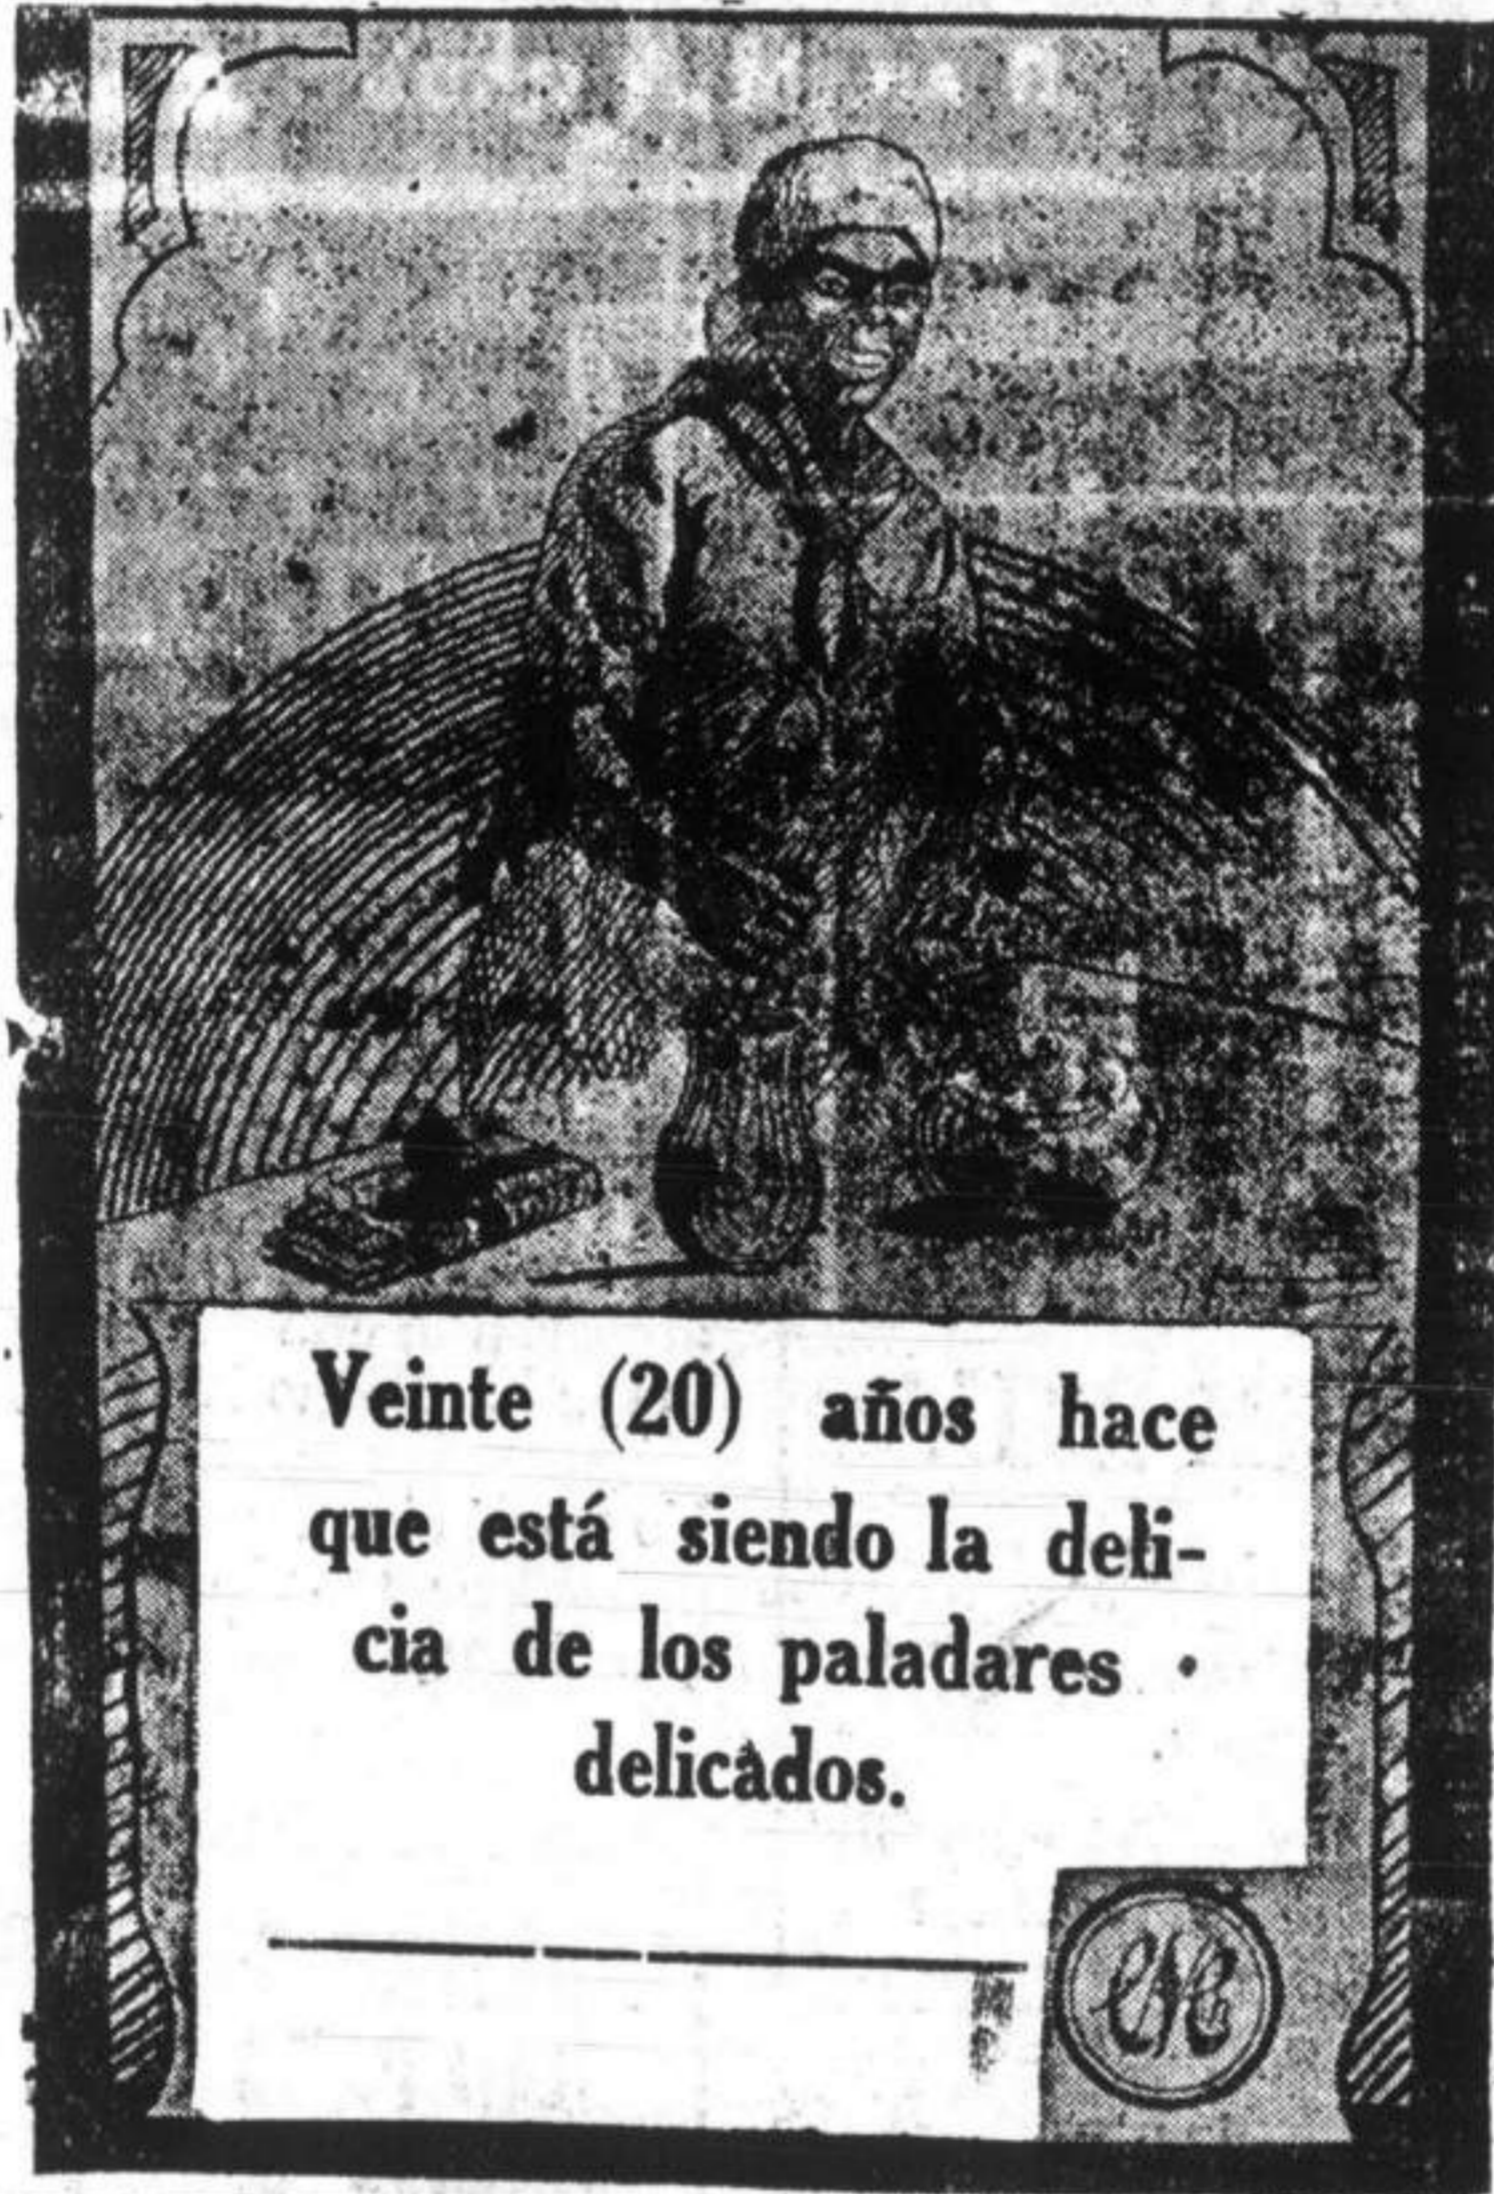 Veinte (20) años hace
que está siendo la deli-
cia de los paladares
delicados.